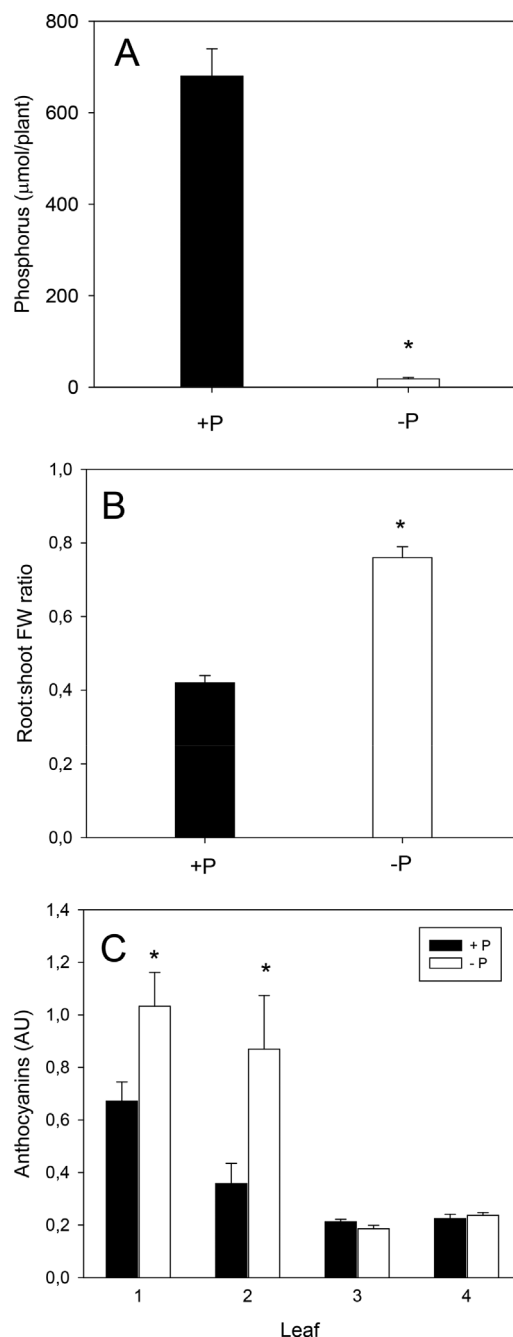 A
Phosphorus (μmol/plant)
800
600
400
200
0
*
+P
-P
B
Root:shoot FW ratio
1,0
0,8
0,6
0,4
0,2
0,0
*
+P
-P
C
Anthocyanins (AU)
1,4
1,2
1,0
0,8
0,6
0,4
0,2
0,0
*
*
+ P
- P
1 2 3 4
Leaf